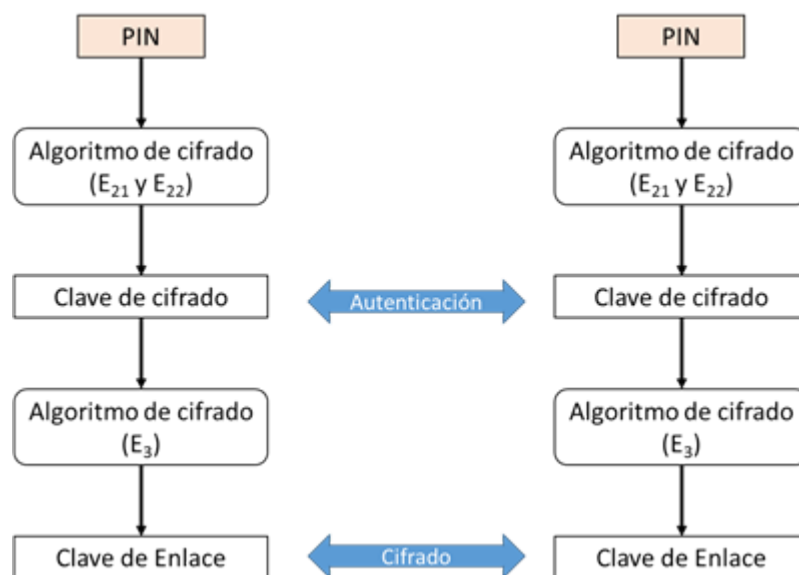 PIN
PIN
Algoritmo de cifrado
(E₂₁ y E₂₂)
Algoritmo de cifrado
(E₂₁ y E₂₂)
Clave de cifrado
Autenticación
Clave de cifrado
Algoritmo de cifrado
(E₃)
Algoritmo de cifrado
(E₃)
Clave de Enlace
Cifrado
Clave de Enlace